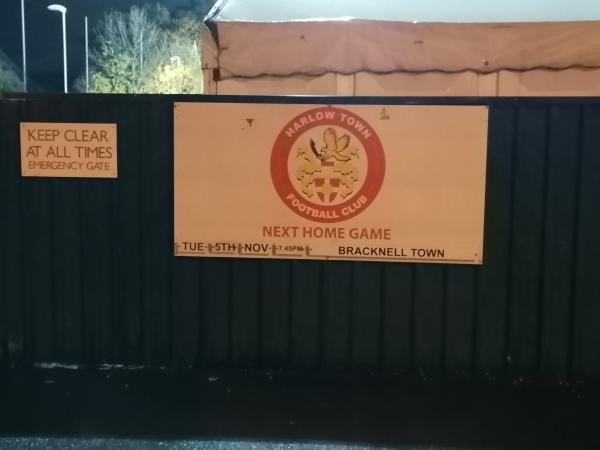 KEEP CLEAR
AT ALL TIMES
EMERGENCY GATE
HARLOW TOWN
FOOTBALL CLUB
NEXT HOME GAME
TUE 5TH NOV 7.45PM BRACKNELL TOWN